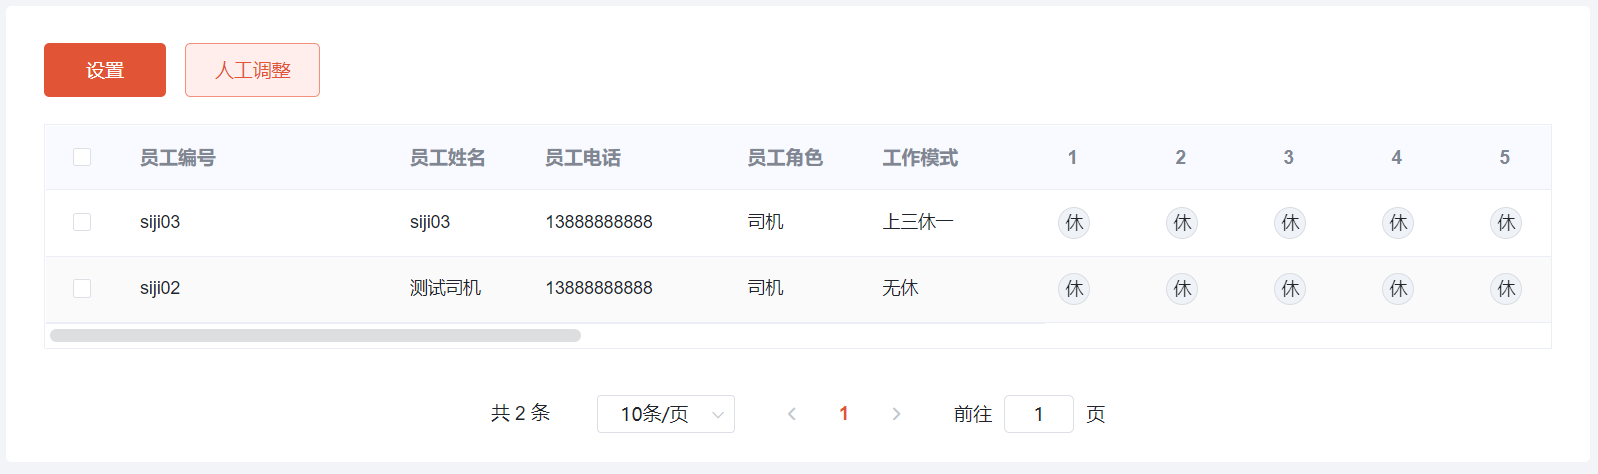 设置 人工调整
员工编号 员工姓名 员工电话 员工角色 工作模式 1 2 3 4 5
siji03 siji03 13888888888 司机 上三休一 休 休 休 休 休
siji02 测试司机 13888888888 司机 无休 休 休 休 休 休
共 2 条 10条/页 1 前往 1 页